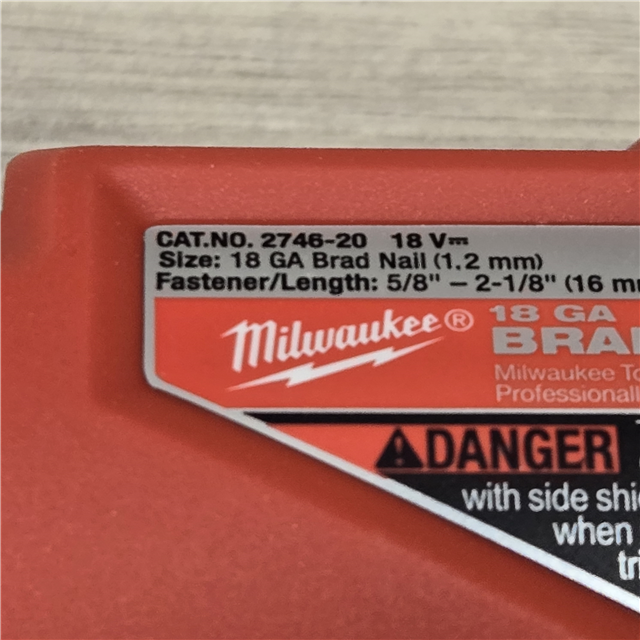 CAT.NO. 2746-20 18 V⎓
Size: 18 GA Brad Nail (1.2 mm)
Fastener/Length: 5/8" – 2-1/8" (16 m
Milwaukee®
18 GA
BRA
Milwaukee To
Professionall
⚠DANGER
with side shi
when
tri